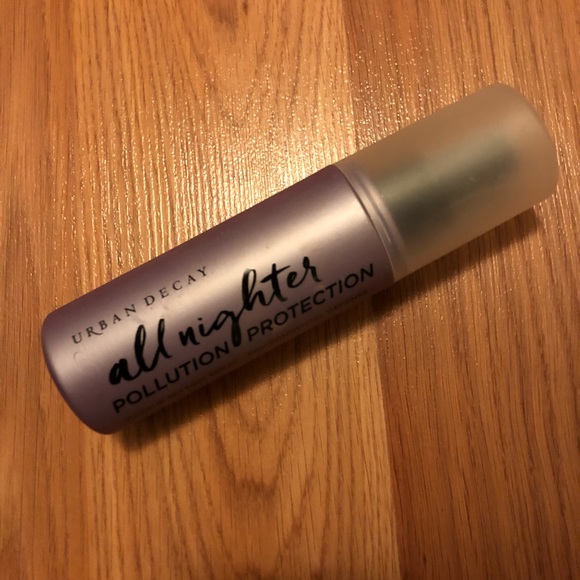 URBAN DECAY
all nighter
POLLUTION PROTECTION